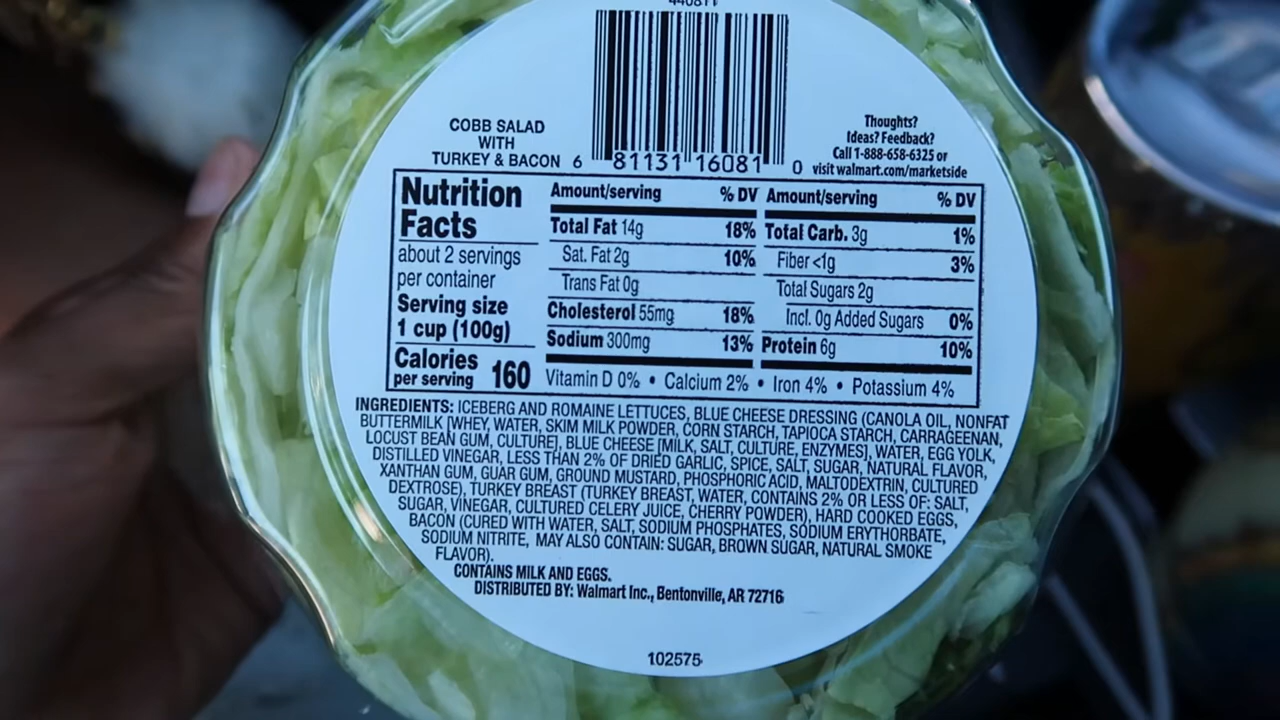 COBB SALAD
WITH
TURKEY & BACON
6 81131 16081 0
Thoughts?
Ideas? Feedback?
Call 1-888-658-6325 or
visit walmart.com/marketside
Nutrition
Facts
about 2 servings
per container
Serving size
1 cup (100g)
Calories
per serving 160
Amount/serving % DV
Total Fat 14g 18%
Sat. Fat 2g 10%
Trans Fat 0g
Cholesterol 55mg 18%
Sodium 300mg 13%
Amount/serving % DV
Total Carb. 3g 1%
Fiber <1g 3%
Total Sugars 2g
Incl. 0g Added Sugars 0%
Protein 6g 10%
Vitamin D 0% • Calcium 2% • Iron 4% • Potassium 4%
INGREDIENTS: ICEBERG AND ROMAINE LETTUCES, BLUE CHEESE DRESSING (CANOLA OIL, NONFAT
BUTTERMILK [WHEY, WATER, SKIM MILK POWDER, CORN STARCH, TAPIOCA STARCH, CARRAGEENAN,
LOCUST BEAN GUM, CULTURE], BLUE CHEESE [MILK, SALT, CULTURE, ENZYMES], WATER, EGG YOLK,
DISTILLED VINEGAR, LESS THAN 2% OF DRIED GARLIC, SPICE, SALT, SUGAR, NATURAL FLAVOR,
XANTHAN GUM, GUAR GUM, GROUND MUSTARD, PHOSPHORIC ACID, MALTODEXTRIN, CULTURED
DEXTROSE), TURKEY BREAST (TURKEY BREAST, WATER, CONTAINS 2% OR LESS OF: SALT,
SUGAR, VINEGAR, CULTURED CELERY JUICE, CHERRY POWDER), HARD COOKED EGGS,
BACON (CURED WITH WATER, SALT, SODIUM PHOSPHATES, SODIUM ERYTHORBATE,
SODIUM NITRITE, MAY ALSO CONTAIN: SUGAR, BROWN SUGAR, NATURAL SMOKE
FLAVOR).
CONTAINS MILK AND EGGS.
DISTRIBUTED BY: Walmart Inc., Bentonville, AR 72716
102575